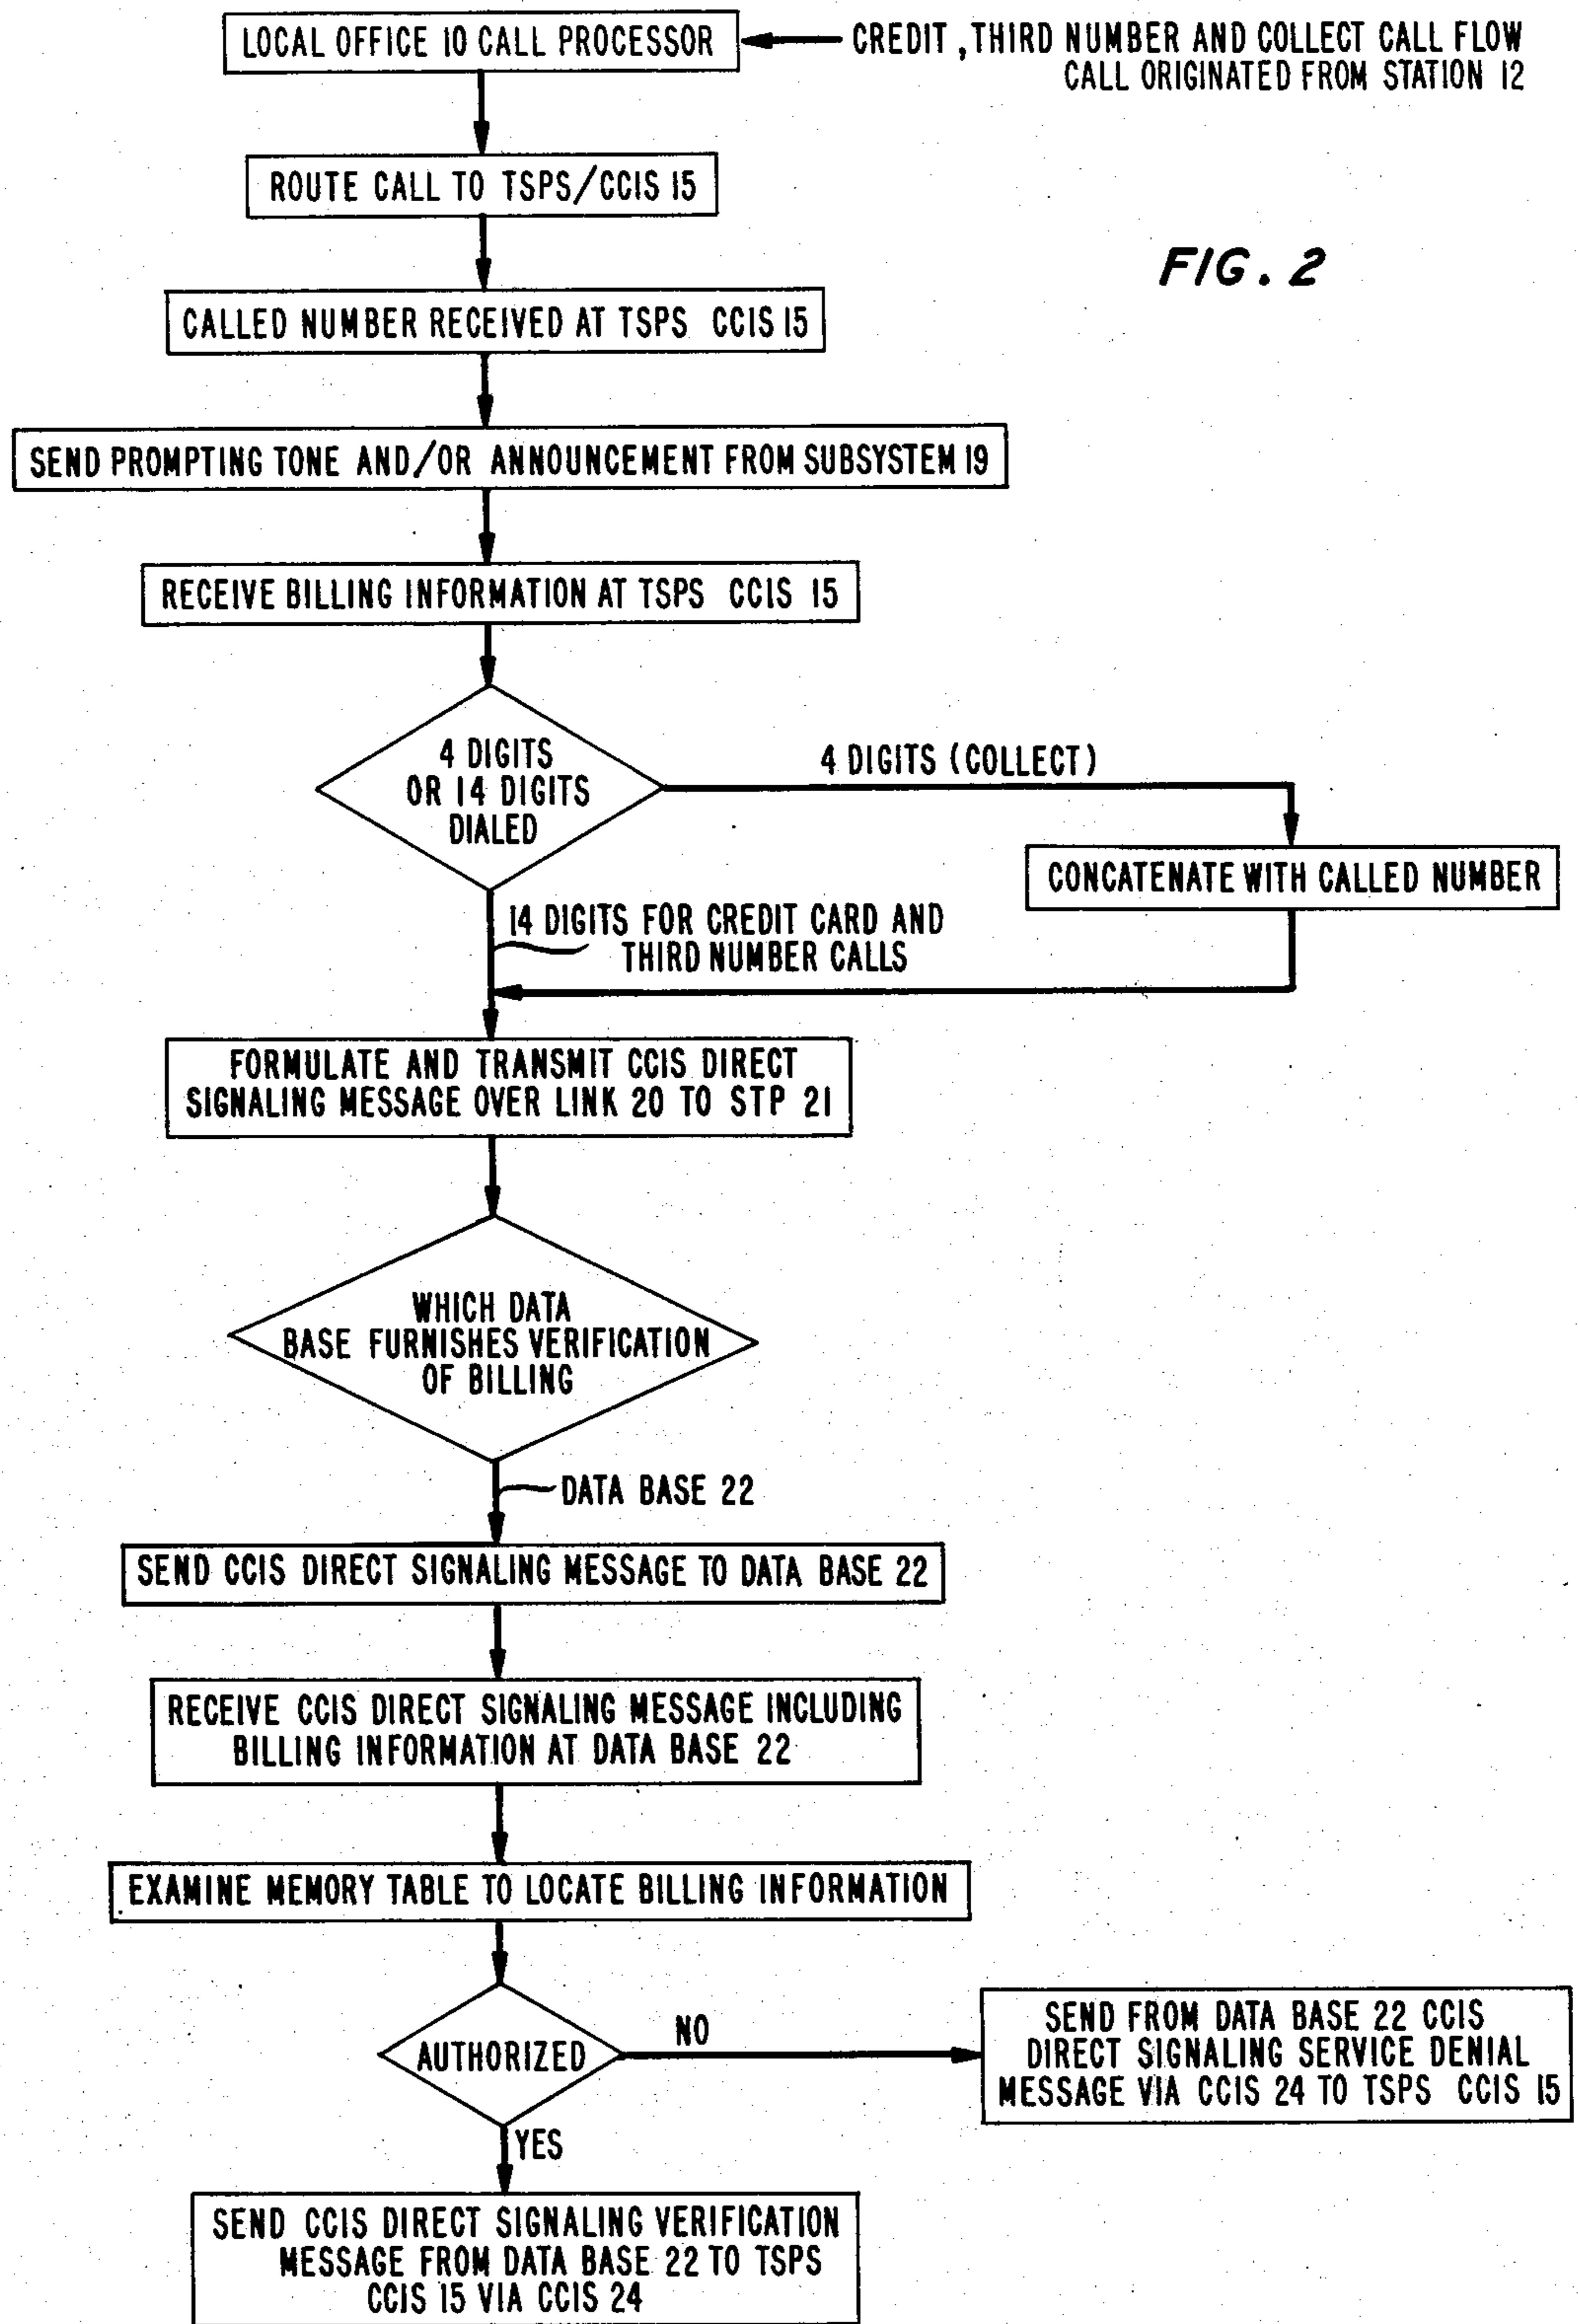 LOCAL OFFICE 10 CALL PROCESSOR
CREDIT, THIRD NUMBER AND COLLECT CALL FLOW
CALL ORIGINATED FROM STATION 12
ROUTE CALL TO TSPS/CCIS 15
FIG. 2
CALLED NUMBER RECEIVED AT TSPS CCIS 15
SEND PROMPTING TONE AND/OR ANNOUNCEMENT FROM SUBSYSTEM 19
RECEIVE BILLING INFORMATION AT TSPS CCIS 15
4 DIGITS
OR 14 DIGITS
DIALED
4 DIGITS (COLLECT)
CONCATENATE WITH CALLED NUMBER
14 DIGITS FOR CREDIT CARD AND
THIRD NUMBER CALLS
FORMULATE AND TRANSMIT CCIS DIRECT
SIGNALING MESSAGE OVER LINK 20 TO STP 21
WHICH DATA
BASE FURNISHES VERIFICATION
OF BILLING
DATA BASE 22
SEND CCIS DIRECT SIGNALING MESSAGE TO DATA BASE 22
RECEIVE CCIS DIRECT SIGNALING MESSAGE INCLUDING
BILLING INFORMATION AT DATA BASE 22
EXAMINE MEMORY TABLE TO LOCATE BILLING INFORMATION
AUTHORIZED
NO
SEND FROM DATA BASE 22 CCIS
DIRECT SIGNALING SERVICE DENIAL
MESSAGE VIA CCIS 24 TO TSPS CCIS 15
YES
SEND CCIS DIRECT SIGNALING VERIFICATION
MESSAGE FROM DATA BASE 22 TO TSPS
CCIS 15 VIA CCIS 24